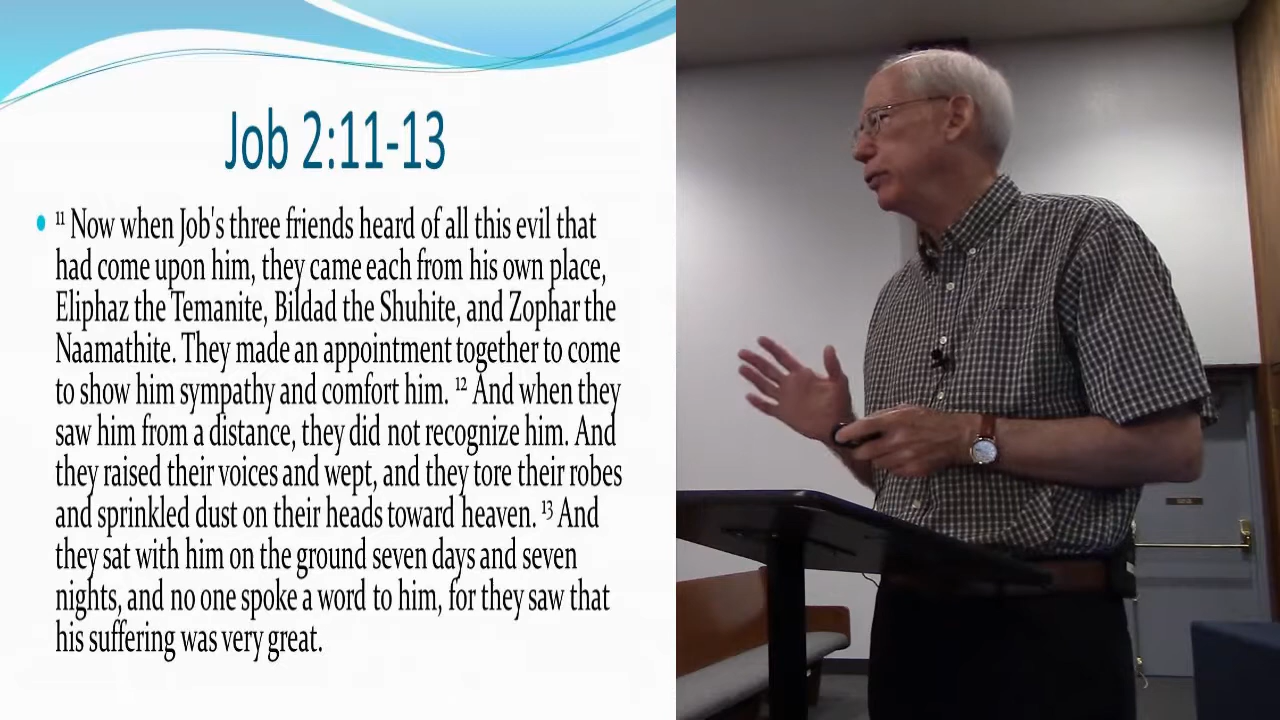 Job 2:11-13
• ¹¹ Now when Job's three friends heard of all this evil that
had come upon him, they came each from his own place,
Eliphaz the Temanite, Bildad the Shuhite, and Zophar the
Naamathite. They made an appointment together to come
to show him sympathy and comfort him. ¹² And when they
saw him from a distance, they did not recognize him. And
they raised their voices and wept, and they tore their robes
and sprinkled dust on their heads toward heaven. ¹³ And
they sat with him on the ground seven days and seven
nights, and no one spoke a word to him, for they saw that
his suffering was very great.